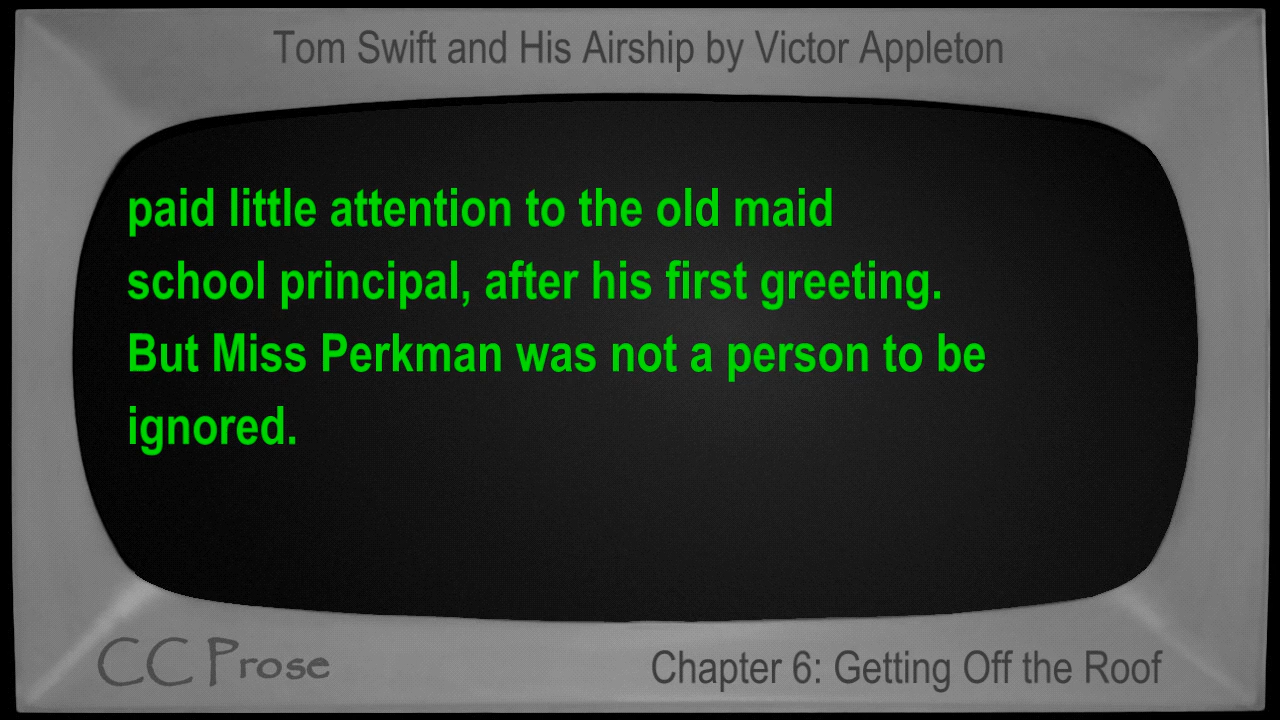 Tom Swift and His Airship by Victor Appleton
paid little attention to the old maid
school principal, after his first greeting.
But Miss Perkman was not a person to be
ignored.
CC Prose
Chapter 6: Getting Off the Roof